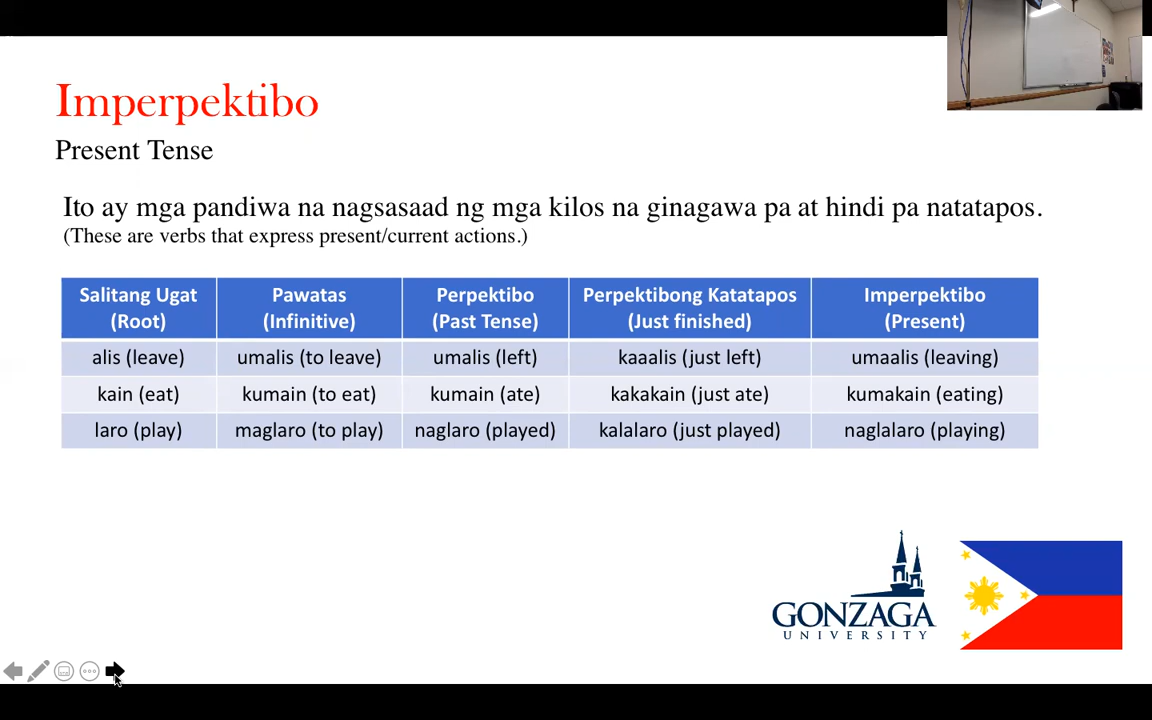 Imperpektibo
Present Tense
Ito ay mga pandiwa na nagsasaad ng mga kilos na ginagawa pa at hindi pa natatapos.
(These are verbs that express present/current actions.)
Salitang Ugat (Root) Pawatas (Infinitive) Perpektibo (Past Tense) Perpektibong Katatapos (Just finished) Imperpektibo (Present)
alis (leave) umalis (to leave) umalis (left) kaaalis (just left) umaalis (leaving)
kain (eat) kumain (to eat) kumain (ate) kakakain (just ate) kumakain (eating)
laro (play) maglaro (to play) naglaro (played) kalalaro (just played) naglalaro (playing)
GONZAGA
UNIVERSITY